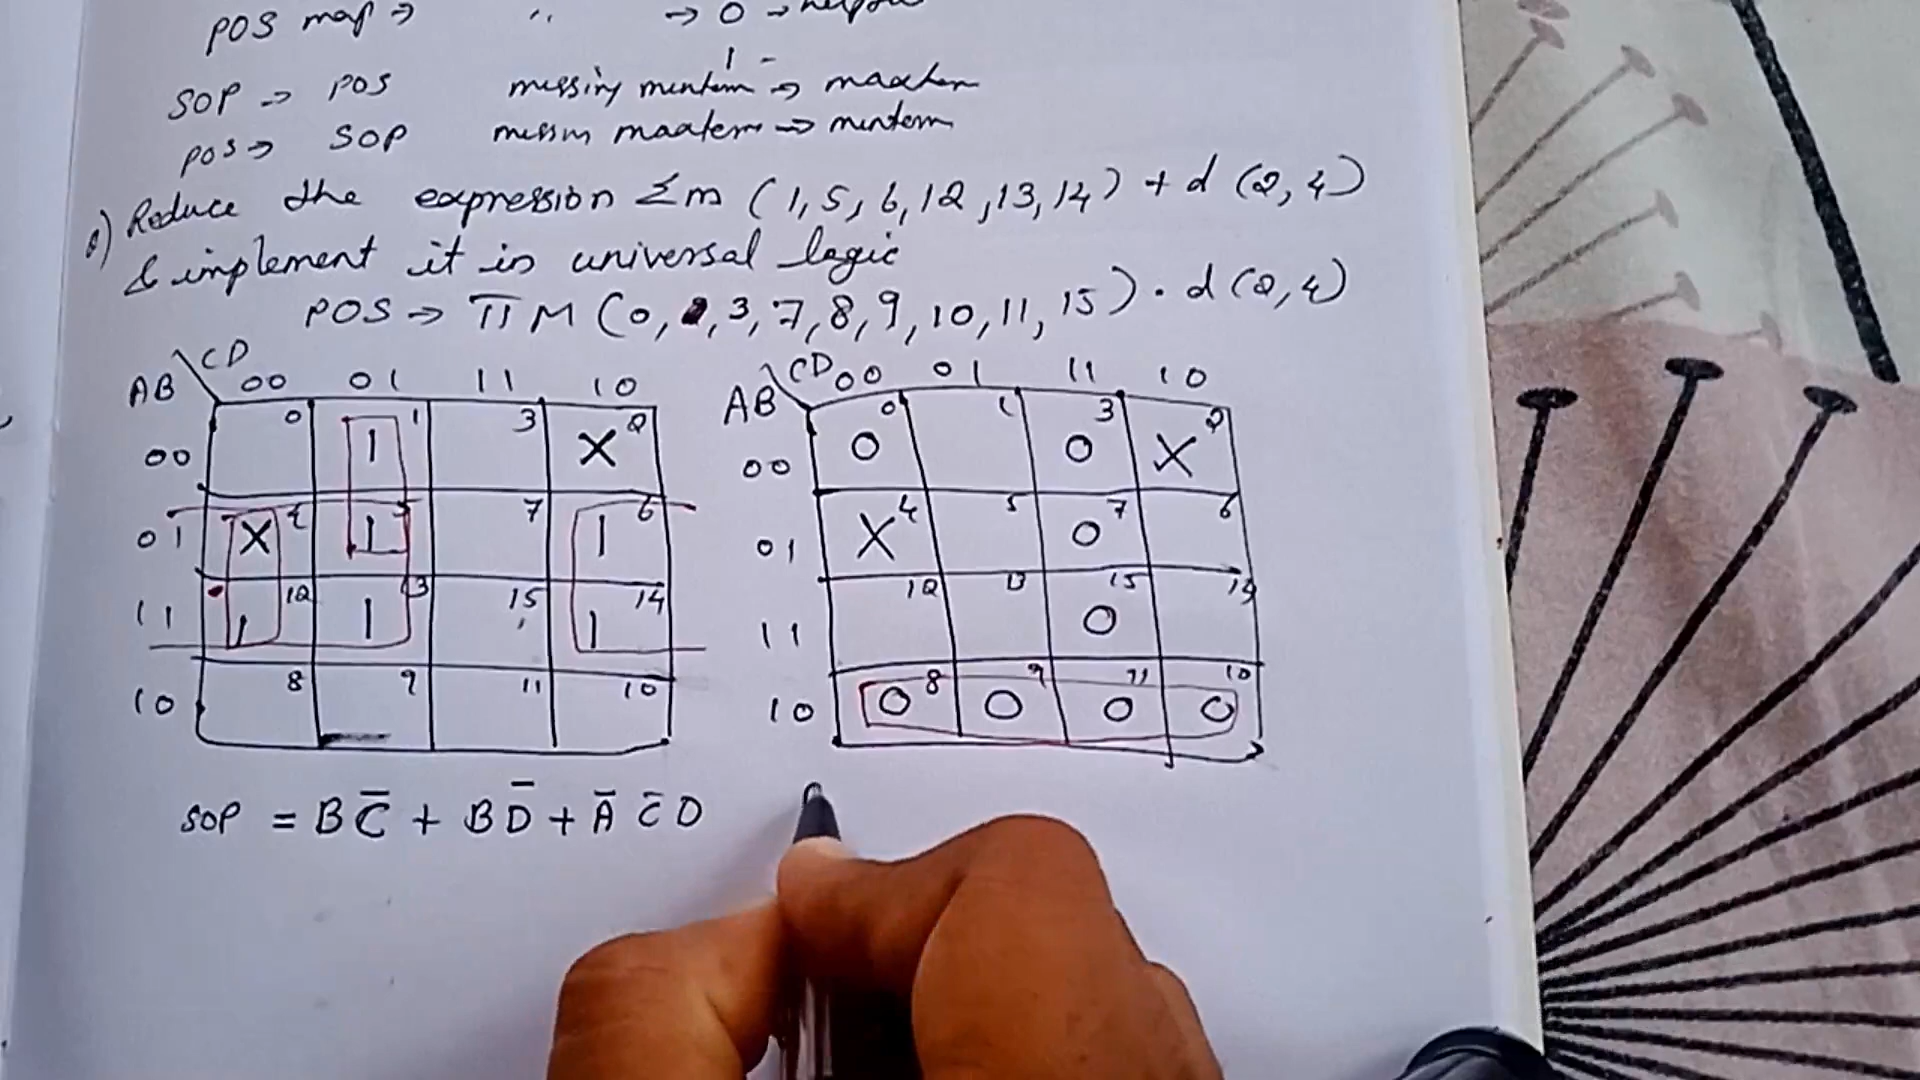 POS map → " → 0 →
1 -
SOP → POS missing minterm → maxterm
POS → SOP missin maxterm → minterm
Reduce the expression Σm (1,5,6,12,13,14) + d (2,4)
& implement it in universal logic
POS → ΠM (0, ,3,7,8,9,10,11,15) . d (2,4)
AB \ CD 00 01 11 10
00 0 1 1 3 X 2
01 X 4 1 5 7 1 6
11 1 12 1 13 15 1 14
10 8 9 11 10
SOP = BC̅ + BD̅ + A̅ C̅ D
AB \ CD 00 01 11 10
00 0 0 1 0 3 X 2
01 X 4 5 0 7 6
11 12 13 0 15 14
10 0 8 0 9 0 11 0 10